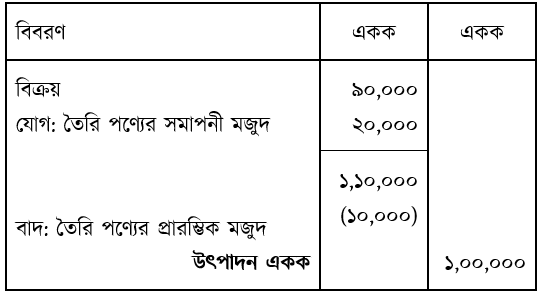 বিবরণ একক একক
বিক্রয় ৯০,০০০
যোগ: তৈরি পণ্যের সমাপনী মজুদ ২০,০০০
১,১০,০০০
বাদ: তৈরি পণ্যের প্রারম্ভিক মজুদ (১০,০০০)
উৎপাদন একক ১,০০,০০০